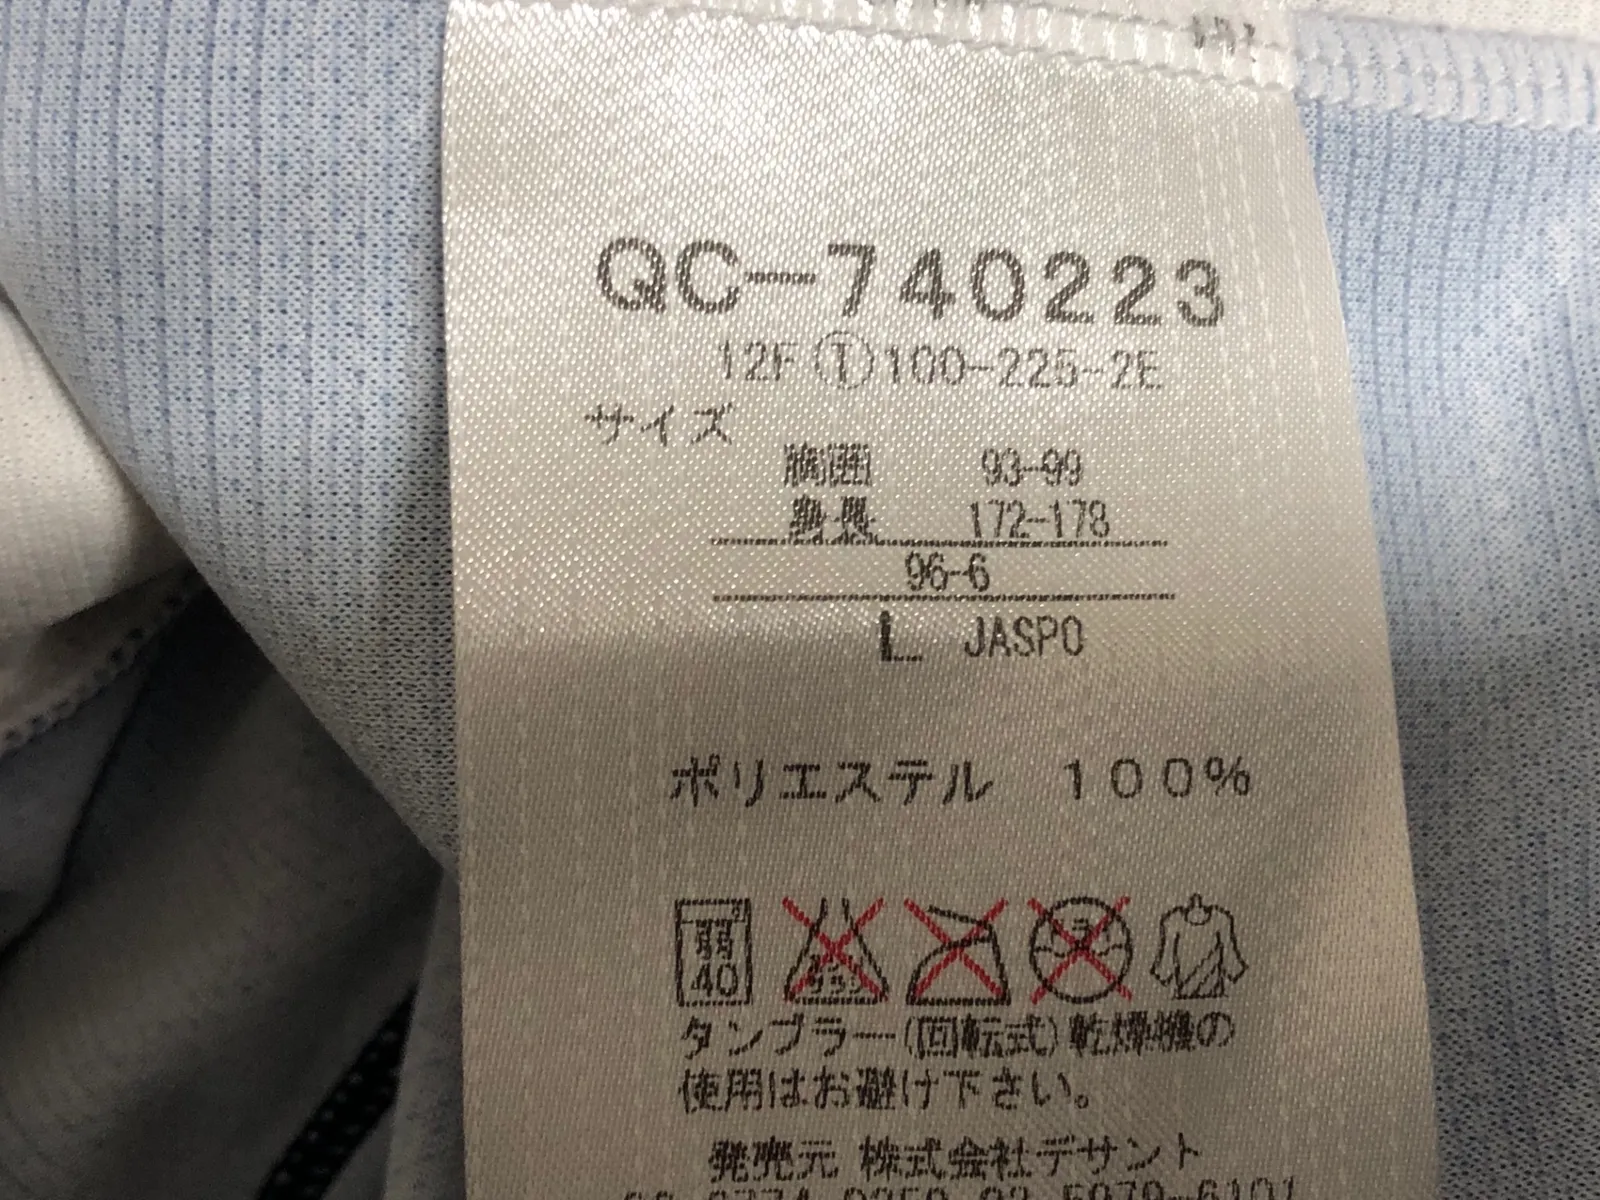 QC-740223
12F Ⓣ 100-225-2E
サイズ
胸囲 93-99
身長 172-178
96-6
L JASPO
ポリエステル 100%
40
タンブラー(回転式)乾燥機の
使用はお避け下さい。
発売元 株式会社デサント